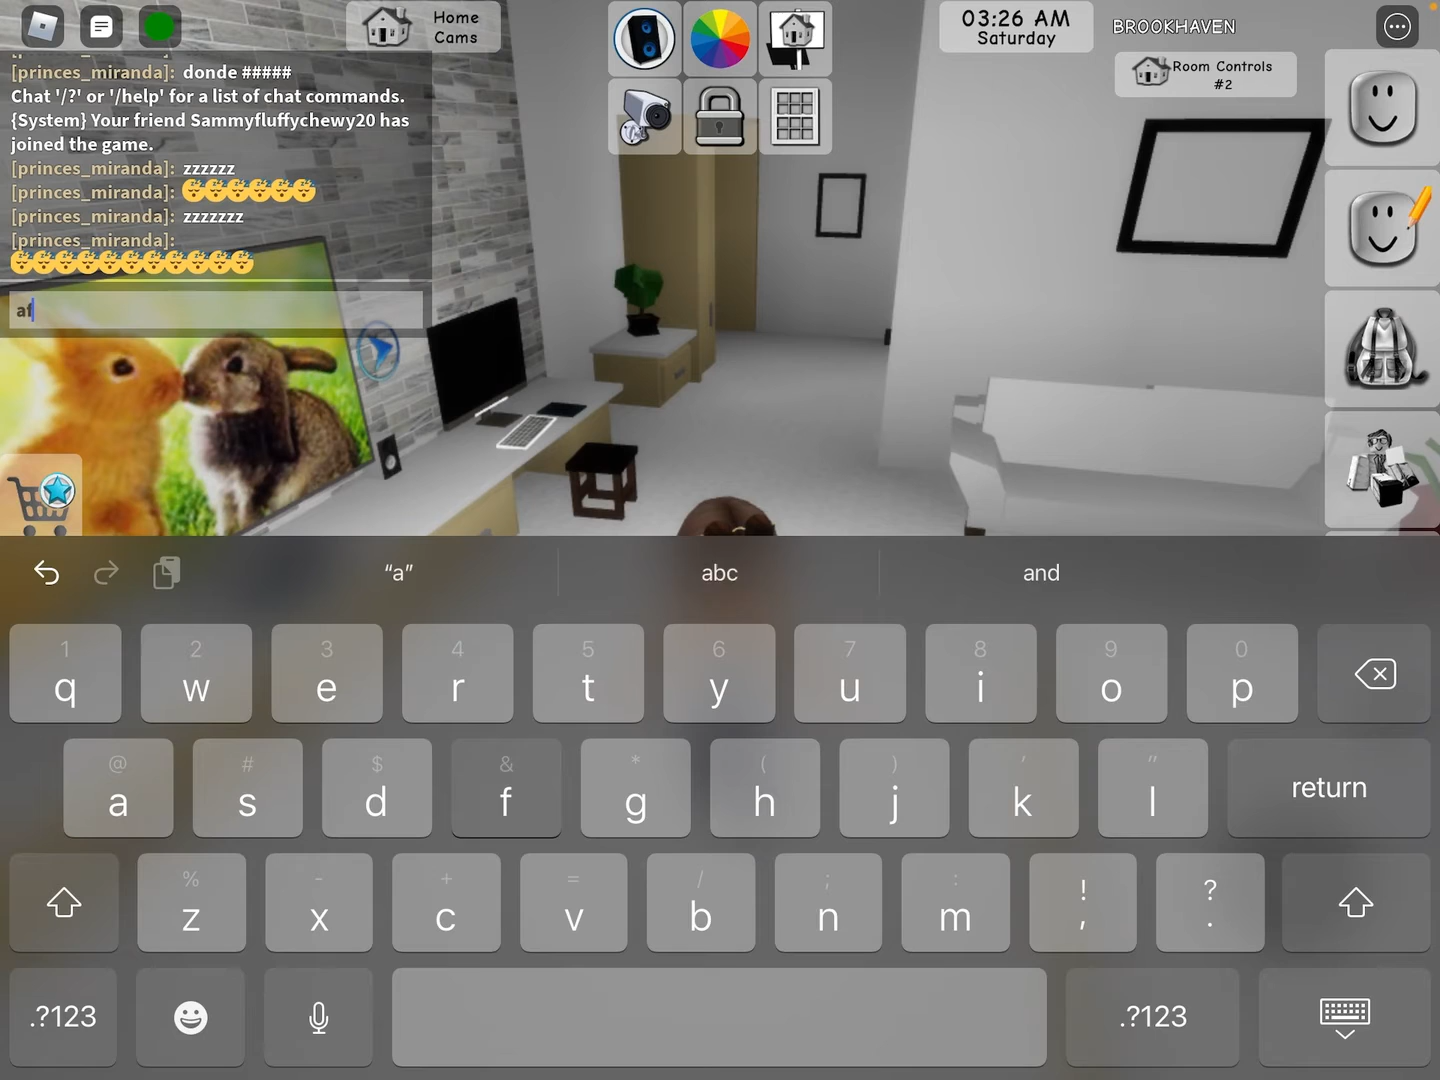 Home
Cams
03:26 AM
Saturday
BROOKHAVEN
Room Controls
#2
[princes_miranda]: donde #####
Chat '/?' or '/help' for a list of chat commands.
{System} Your friend Sammyfluffychewy20 has
joined the game.
[princes_miranda]: zzzzzz
[princes_miranda]: 😴😴😴😴😴😴
[princes_miranda]: zzzzzzz
[princes_miranda]:
😴😴😴😴😴😴😴😴😴😴😴
af
“a” abc and
1 2 3 4 5 6 7 8 9 0
q w e r t y u i o p
@ # $ & * ( ) ' "
a s d f g h j k l return
% - + = / ; : ! ?
z x c v b n m , .
.?123 .?123